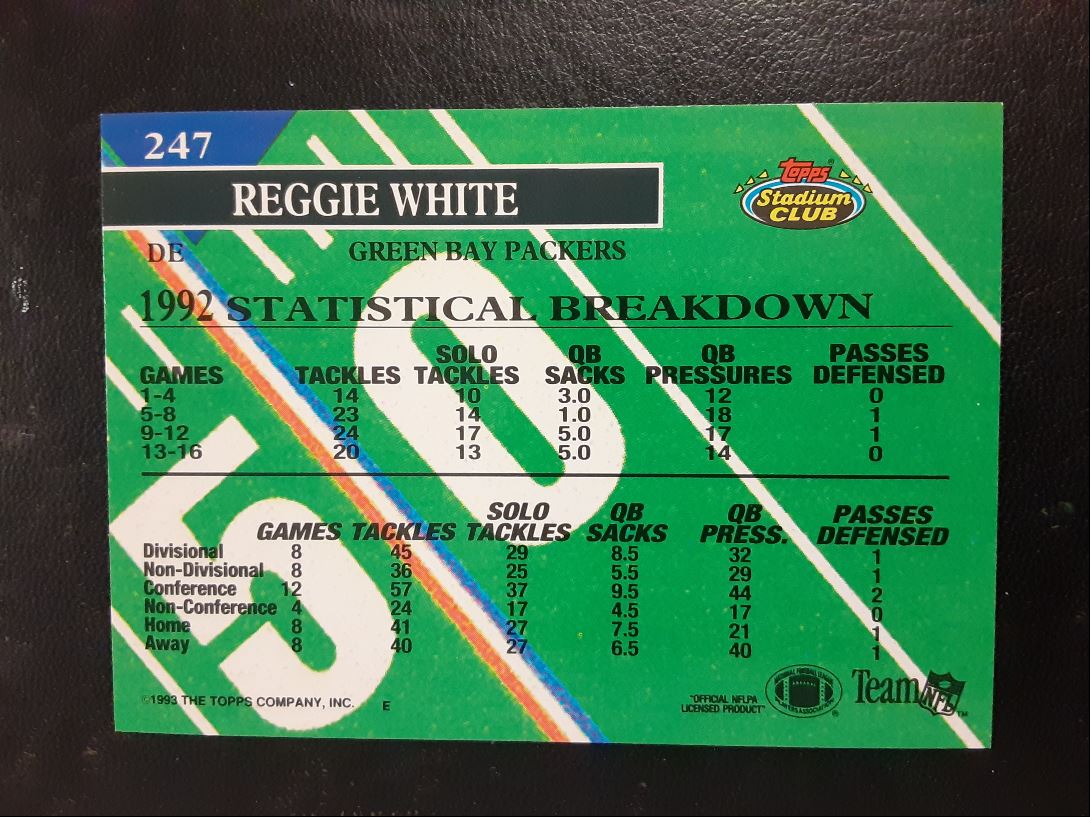 247
REGGIE WHITE
topps
Stadium
CLUB
DE GREEN BAY PACKERS
1992 STATISTICAL BREAKDOWN
SOLO QB QB PASSES
GAMES TACKLES TACKLES SACKS PRESSURES DEFENSED
1-4 14 10 3.0 12 0
5-8 23 14 1.0 18 1
9-12 24 17 5.0 17 1
13-16 20 13 5.0 14 0
SOLO QB QB PASSES
GAMES TACKLES TACKLES SACKS PRESS. DEFENSED
Divisional 8 45 29 8.5 32 1
Non-Divisional 8 36 25 5.5 29 1
Conference 12 57 37 9.5 44 2
Non-Conference 4 24 17 4.5 17 0
Home 8 41 27 7.5 21 1
Away 8 40 27 6.5 40 1
50
©1993 THE TOPPS COMPANY, INC. E
"OFFICIAL NFLPA
LICENSED PRODUCT"
Team NFL™